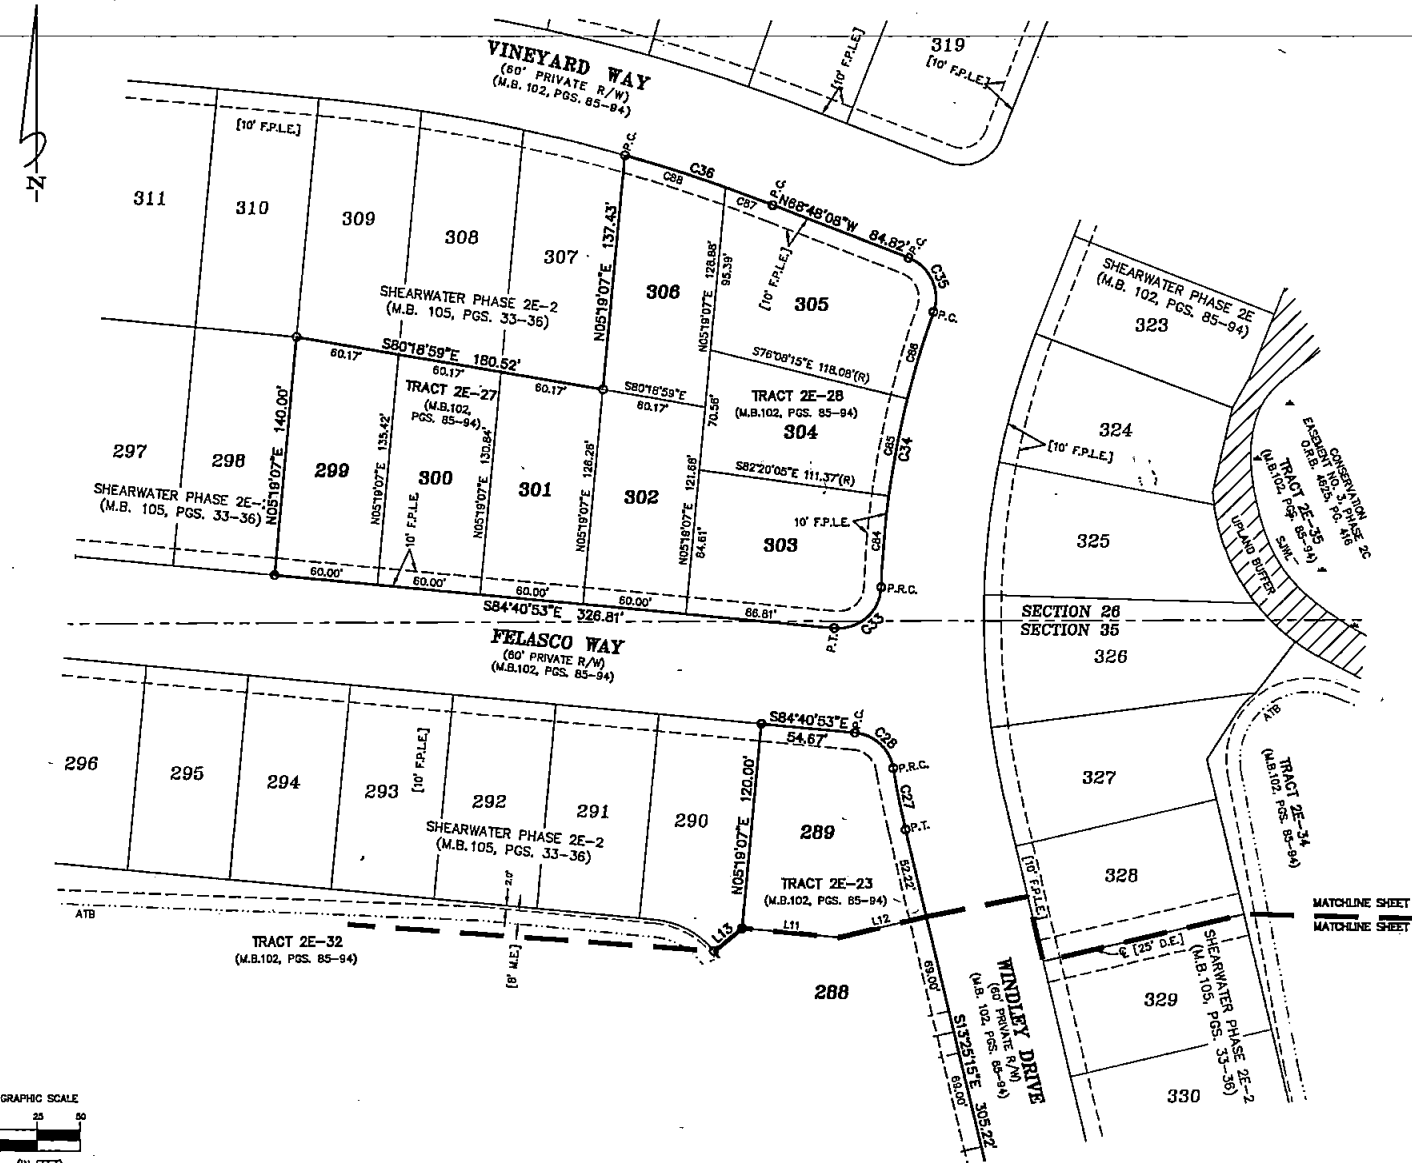 VINEYARD WAY
(60' PRIVATE R/W)
(M.B. 102, PGS. 85-94)
319
[10' F.P.L.E.]
[10' F.P.L.E.]
[10' F.P.L.E.]
311
310
309
308
307
306
305
P.C.
C36
C88
C87
P.C.
N68°48'08"W
84.82'
P.C.
C35
P.C.
[10' F.P.L.E.]
N05°19'07"E 137.43'
N05°19'07"E 128.88'
95.39'
SHEARWATER PHASE 2E-2
(M.B. 105, PGS. 33-36)
S80°18'59"E 180.52'
60.17'
60.17'
60.17'
S80°18'59"E
60.17'
S76°08'15"E 118.08'(R)
C86
TRACT 2E-27
(M.B.102,
PGS. 85-94)
TRACT 2E-28
(M.B.102, PGS. 85-94)
304
70.56'
C85
C34
S82°20'05"E 111.37'(R)
297
298
299
300
301
302
303
N05°19'07"E 140.00'
N05°19'07"E 135.42'
N05°19'07"E 130.84'
N05°19'07"E 126.26'
N05°19'07"E 121.68'
84.61'
SHEARWATER PHASE 2E-2
(M.B. 105, PGS. 33-36)
10' F.P.L.E.
10' F.P.L.E.
C84
P.R.C.
C33
P.T.
60.00'
60.00'
60.00'
60.00'
86.81'
S84°40'53"E 326.81'
FELASCO WAY
(60' PRIVATE R/W)
(M.B.102, PGS. 85-94)
SHEARWATER PHASE 2E
(M.B. 102, PGS. 85-94)
323
324
[10' F.P.L.E.]
325
CONSERVATION
EASEMENT NO. 3, PHASE 2C
O.R.B. 4625, PG. 416
TRACT 2E-35
(M.B.102, PGS. 85-94)
SJWL
UPLAND BUFFER
SECTION 26
SECTION 35
326
327
328
329
330
ATB
TRACT 2E-34
(M.B.102, PGS. 85-94)
296
295
294
293
292
291
290
289
[10' F.P.L.E.]
SHEARWATER PHASE 2E-2
(M.B.105, PGS. 33-36)
S84°40'53"E
54.67'
P.C.
C28
P.R.C.
C27
P.T.
N05°19'07"E 120.00'
52.22'
TRACT 2E-23
(M.B.102, PGS. 85-94)
L11
L12
L13
288
2.0'
[8' M.E.]
ATB
TRACT 2E-32
(M.B.102, PGS. 85-94)
[10' F.P.L.E.]
MATCHLINE SHEET
MATCHLINE SHEET
℄ [25' D.E.]
SHEARWATER PHASE 2E-2
(M.B.105, PGS. 33-36)
69.00'
69.00'
S13°25'15"E 305.22'
WINDLEY DRIVE
(60' PRIVATE R/W)
(M.B. 102, PGS. 85-94)
N
GRAPHIC SCALE
25 50